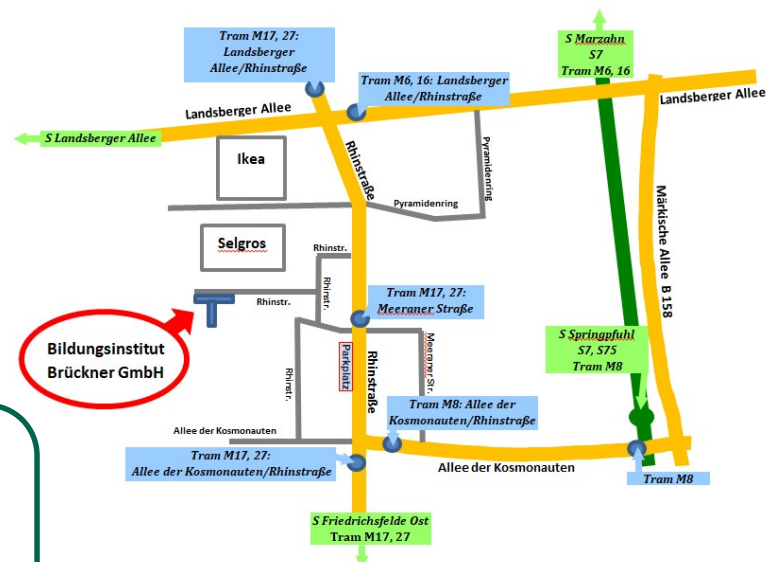 Tram M17, 27:
Landsberger
Allee/Rhinstraße
S Marzahn
S7
Tram M6, 16
Tram M6, 16: Landsberger
Allee/Rhinstraße
Landsberger Allee
Landsberger Allee
S Landsberger Allee
Ikea
Rhinstraße
Pyramidenring
Pyramidenring
Selgros
Rhinstr.
Rhinstr.
Rhinstr.
Märkische Allee B 158
Tram M17, 27:
Meeraner Straße
Bildungsinstitut
Brückner GmbH
S Springpfuhl
S7, S75
Tram M8
Parkplatz
Rhinstraße
Meeraner Str.
Rhinstr.
Tram M8: Allee der
Kosmonauten/Rhinstraße
Allee der Kosmonauten
Tram M17, 27:
Allee der Kosmonauten/Rhinstraße
Allee der Kosmonauten
Tram M8
S Friedrichsfelde Ost
Tram M17, 27